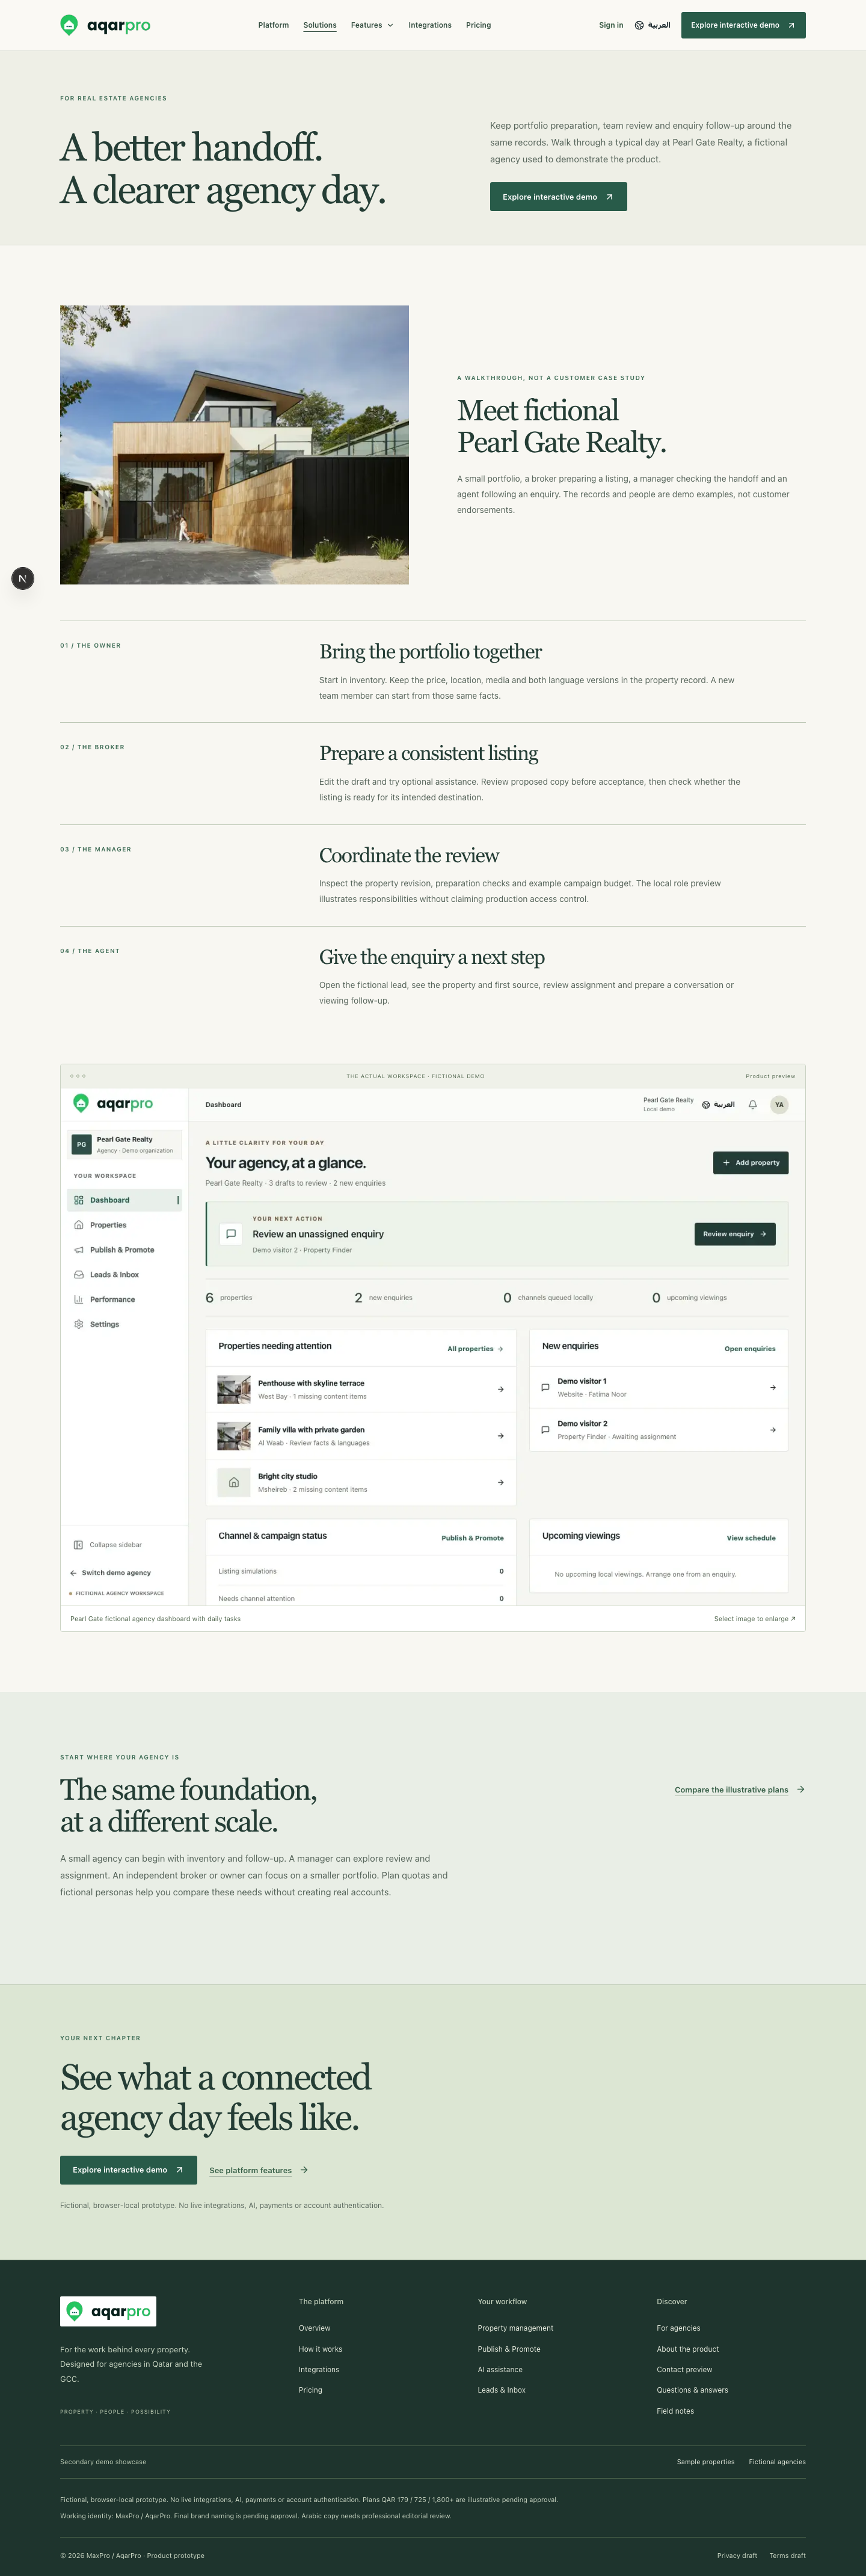 aqarpro
Platform
Solutions
Features
Integrations
Pricing
Sign in
العربية
Explore interactive demo
FOR REAL ESTATE AGENCIES
A better handoff.
A clearer agency day.
Keep portfolio preparation, team review and enquiry follow-up around the
same records. Walk through a typical day at Pearl Gate Realty, a fictional
agency used to demonstrate the product.
Explore interactive demo
A WALKTHROUGH, NOT A CUSTOMER CASE STUDY
Meet fictional
Pearl Gate Realty.
A small portfolio, a broker preparing a listing, a manager checking the handoff and an
agent following an enquiry. The records and people are demo examples, not customer
endorsements.
N
01 / THE OWNER
Bring the portfolio together
Start in inventory. Keep the price, location, media and both language versions in the property record. A new
team member can start from those same facts.
02 / THE BROKER
Prepare a consistent listing
Edit the draft and try optional assistance. Review proposed copy before acceptance, then check whether the
listing is ready for its intended destination.
03 / THE MANAGER
Coordinate the review
Inspect the property revision, preparation checks and example campaign budget. The local role preview
illustrates responsibilities without claiming production access control.
04 / THE AGENT
Give the enquiry a next step
Open the fictional lead, see the property and first source, review assignment and prepare a conversation or
viewing follow-up.
THE ACTUAL WORKSPACE · FICTIONAL DEMO
Product preview
aqarpro
Dashboard
Pearl Gate Realty
Local demo
العربية
YA
PG
Pearl Gate Realty
Agency · Demo organization
YOUR WORKSPACE
Dashboard
Properties
Publish & Promote
Leads & Inbox
Performance
Settings
Collapse sidebar
Switch demo agency
FICTIONAL AGENCY WORKSPACE
A LITTLE CLARITY FOR YOUR DAY
Your agency, at a glance.
Pearl Gate Realty · 3 drafts to review · 2 new enquiries
Add property
YOUR NEXT ACTION
Review an unassigned enquiry
Demo visitor 2 · Property Finder
Review enquiry
6 properties
2 new enquiries
0 channels queued locally
0 upcoming viewings
Properties needing attention
All properties
Penthouse with skyline terrace
West Bay · 1 missing content items
Family villa with private garden
Al Waab · Review facts & languages
Bright city studio
Msheireb · 2 missing content items
New enquiries
Open enquiries
Demo visitor 1
Website · Fatima Noor
Demo visitor 2
Property Finder · Awaiting assignment
Channel & campaign status
Publish & Promote
Listing simulations 0
Needs channel attention 0
Upcoming viewings
View schedule
No upcoming local viewings. Arrange one from an enquiry.
Pearl Gate fictional agency dashboard with daily tasks
Select image to enlarge ↗
START WHERE YOUR AGENCY IS
The same foundation,
at a different scale.
Compare the illustrative plans
A small agency can begin with inventory and follow-up. A manager can explore review and
assignment. An independent broker or owner can focus on a smaller portfolio. Plan quotas and
fictional personas help you compare these needs without creating real accounts.
YOUR NEXT CHAPTER
See what a connected
agency day feels like.
Explore interactive demo
See platform features
Fictional, browser-local prototype. No live integrations, AI, payments or account authentication.
aqarpro
For the work behind every property.
Designed for agencies in Qatar and the
GCC.
PROPERTY · PEOPLE · POSSIBILITY
The platform
Overview
How it works
Integrations
Pricing
Your workflow
Property management
Publish & Promote
AI assistance
Leads & Inbox
Discover
For agencies
About the product
Contact preview
Questions & answers
Field notes
Secondary demo showcase
Sample properties
Fictional agencies
Fictional, browser-local prototype. No live integrations, AI, payments or account authentication. Plans QAR 179 / 725 / 1,800+ are illustrative pending approval.
Working identity: MaxPro / AqarPro. Final brand naming is pending approval. Arabic copy needs professional editorial review.
© 2026 MaxPro / AqarPro · Product prototype
Privacy draft
Terms draft